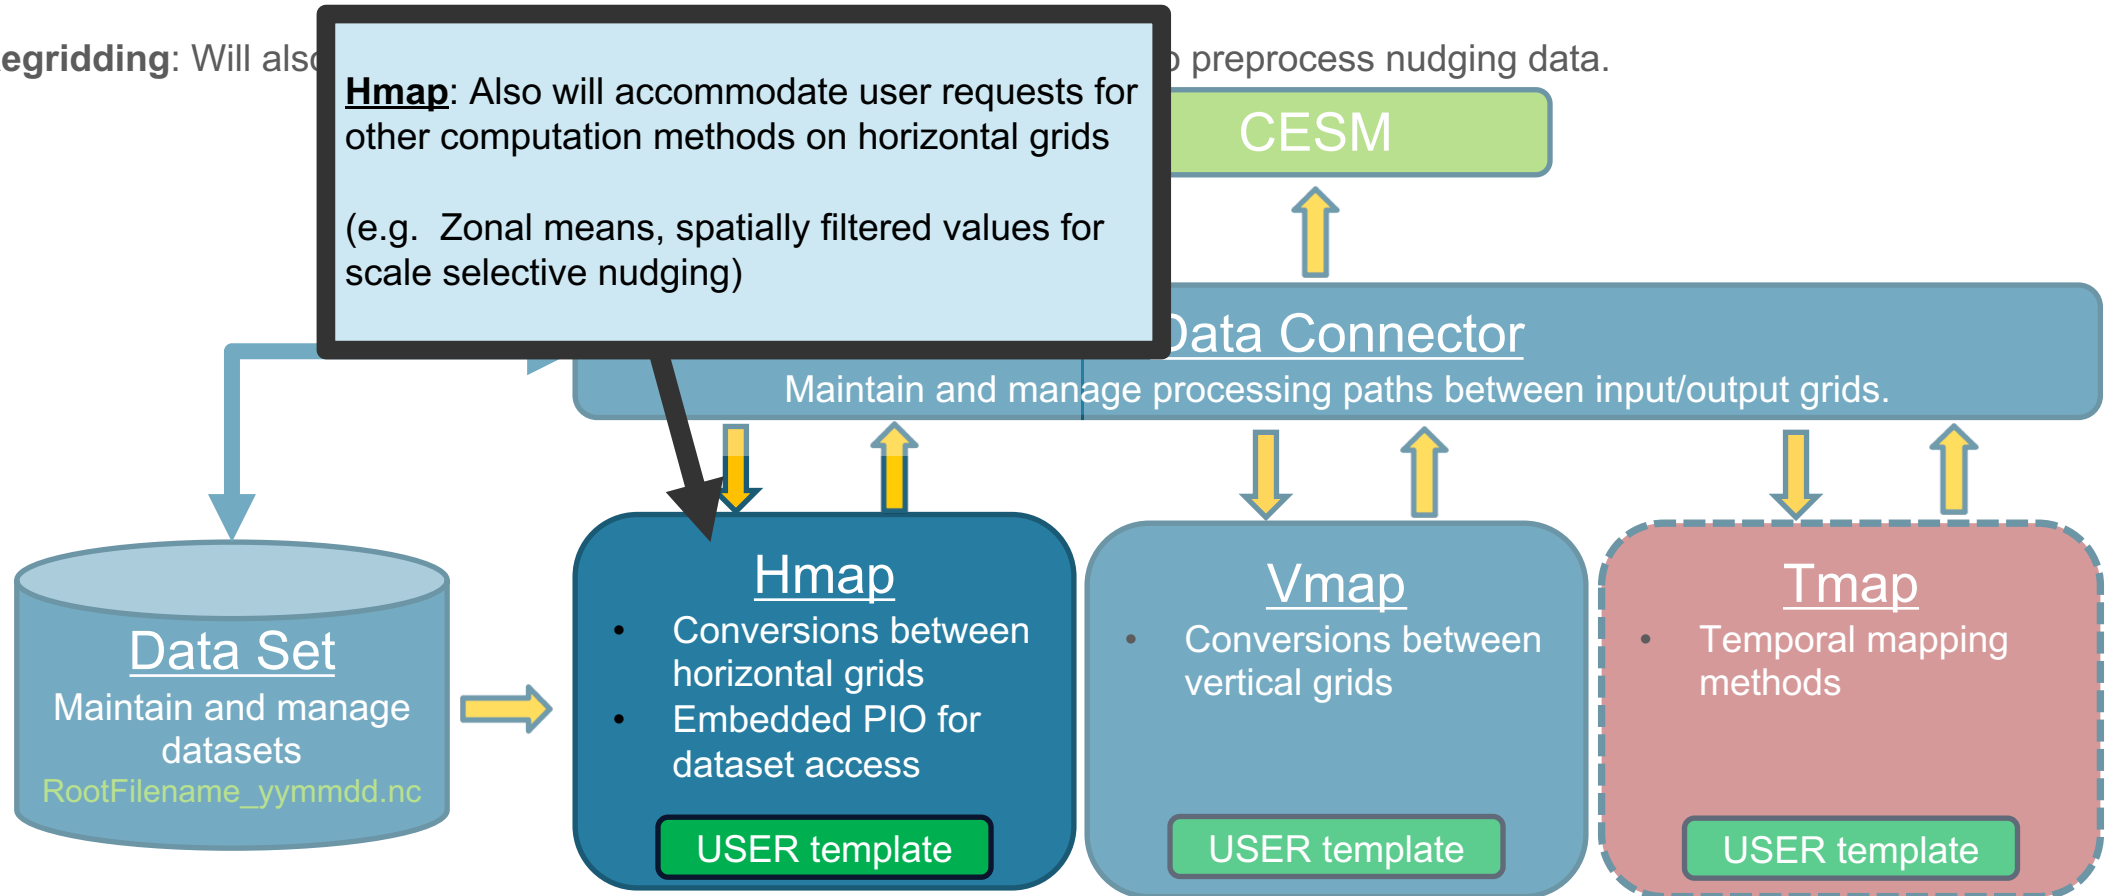 egridding: Will also
preprocess nudging data.
Hmap: Also will accommodate user requests for
other computation methods on horizontal grids
(e.g. Zonal means, spatially filtered values for
scale selective nudging)
CESM
Data Connector
Maintain and manage processing paths between input/output grids.
Data Set
Maintain and manage
datasets
RootFilename_yymmdd.nc
Hmap
• Conversions between
horizontal grids
• Embedded PIO for
dataset access
USER template
Vmap
• Conversions between
vertical grids
USER template
Tmap
• Temporal mapping
methods
USER template